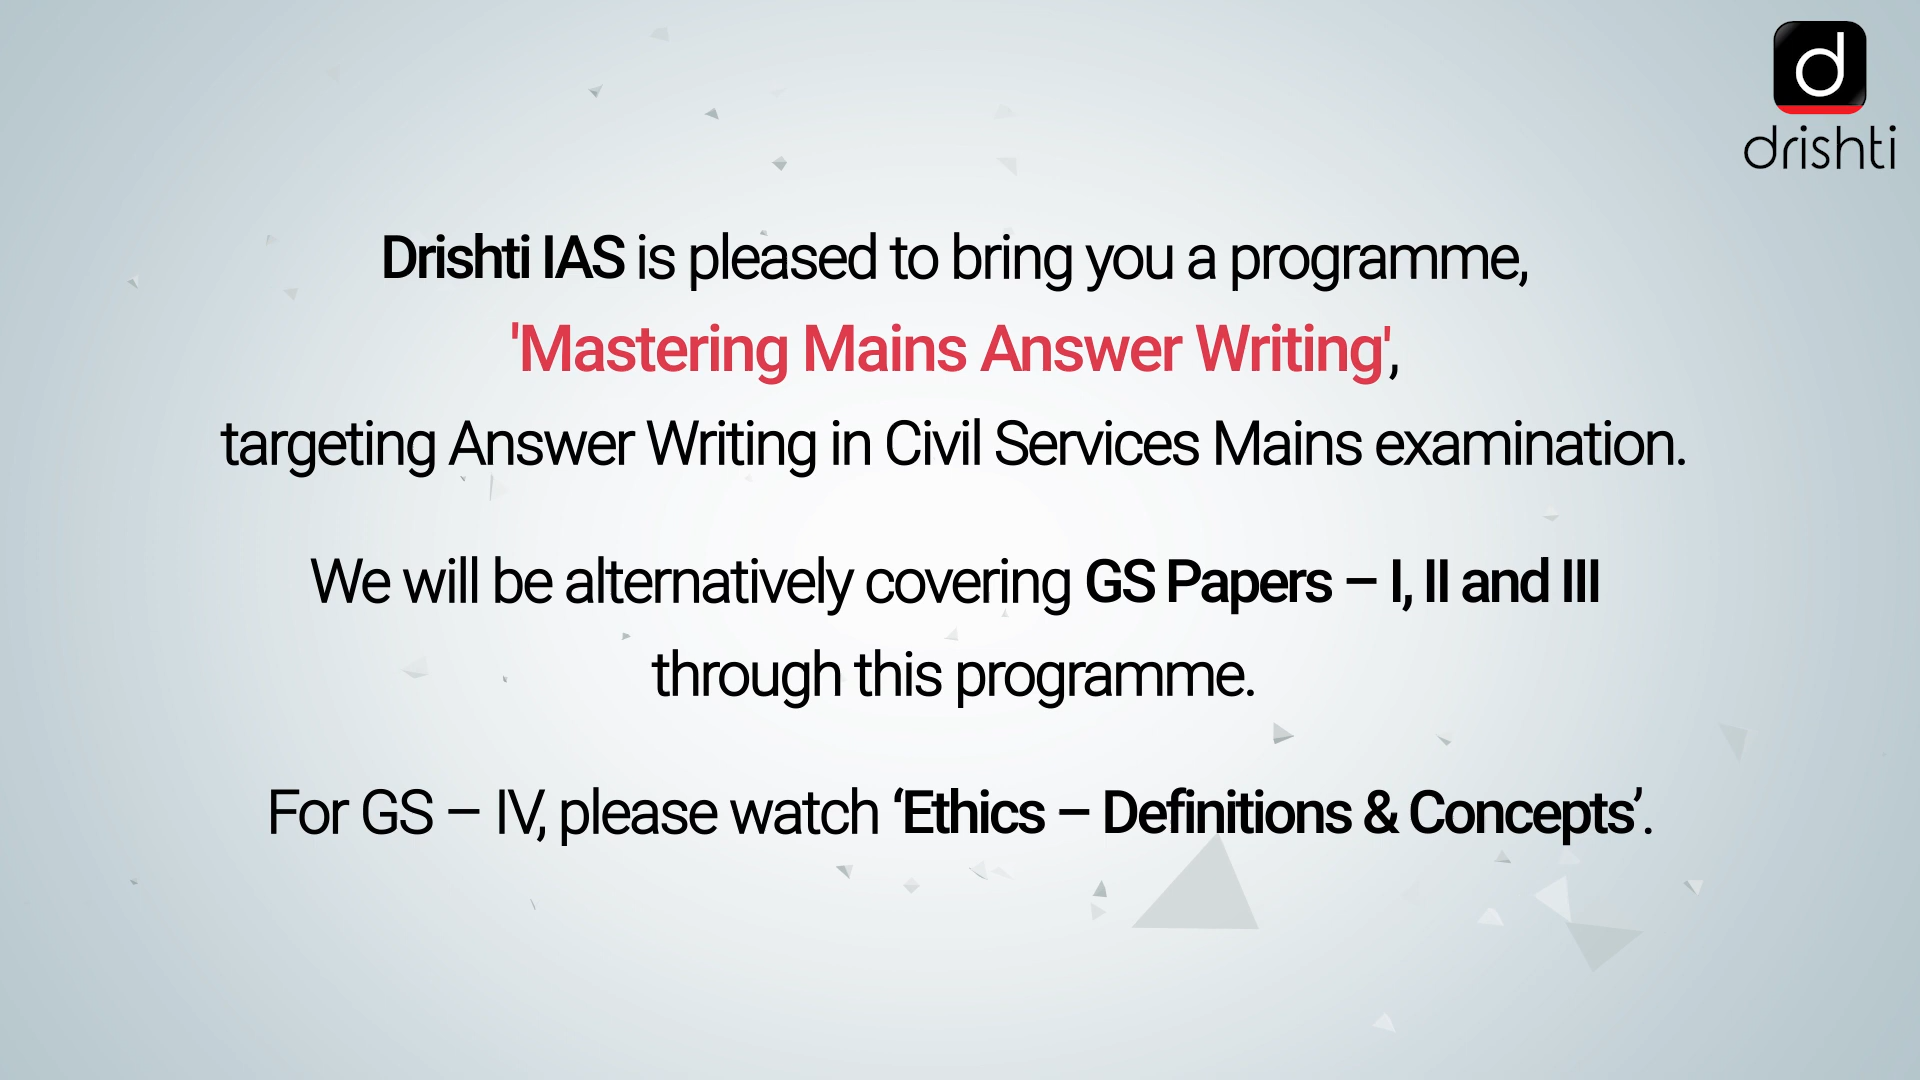 d
drishti
Drishti IAS is pleased to bring you a programme,
'Mastering Mains Answer Writing',
targeting Answer Writing in Civil Services Mains examination.
We will be alternatively covering GS Papers – I, II and III
through this programme.
For GS – IV, please watch ‘Ethics – Definitions & Concepts’.